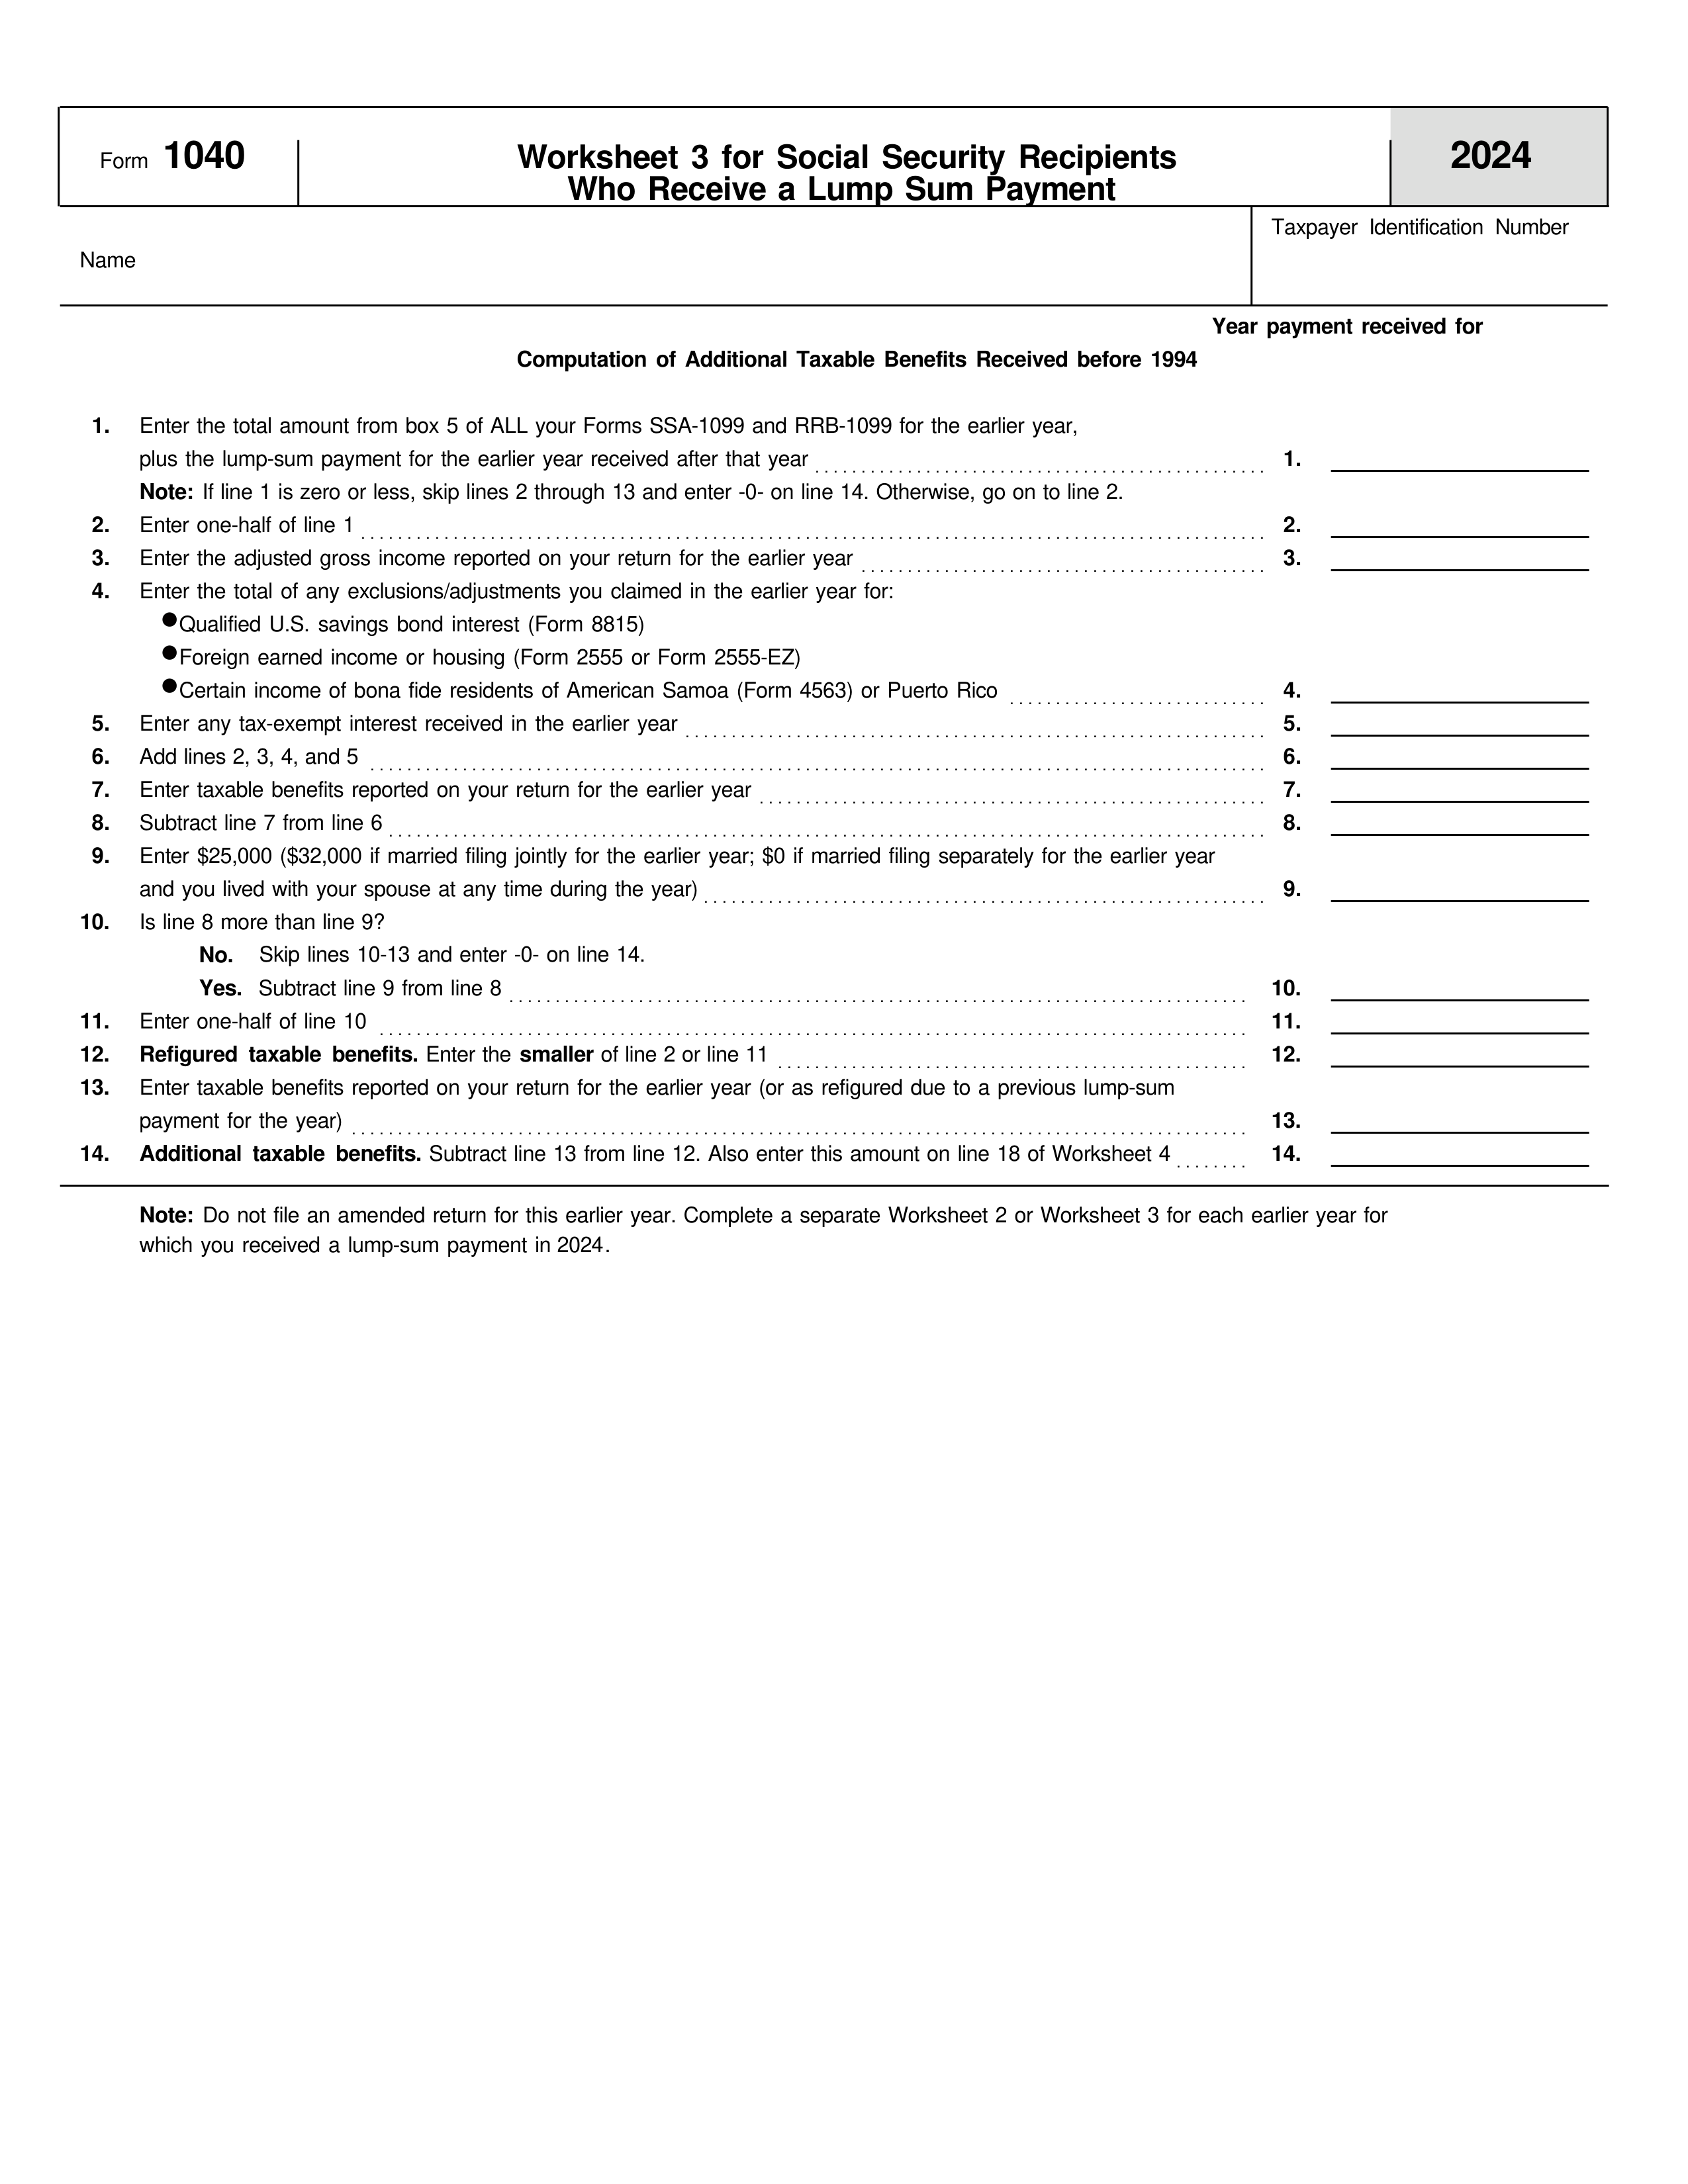 Form 1040
Worksheet 3 for Social Security Recipients
Who Receive a Lump Sum Payment
2024
Name
Taxpayer Identification Number
Year payment received for
Computation of Additional Taxable Benefits Received before 1994
1. Enter the total amount from box 5 of ALL your Forms SSA-1099 and RRB-1099 for the earlier year,
plus the lump-sum payment for the earlier year received after that year 1.
Note: If line 1 is zero or less, skip lines 2 through 13 and enter -0- on line 14. Otherwise, go on to line 2.
2. Enter one-half of line 1 2.
3. Enter the adjusted gross income reported on your return for the earlier year 3.
4. Enter the total of any exclusions/adjustments you claimed in the earlier year for:
●Qualified U.S. savings bond interest (Form 8815)
●Foreign earned income or housing (Form 2555 or Form 2555-EZ)
●Certain income of bona fide residents of American Samoa (Form 4563) or Puerto Rico 4.
5. Enter any tax-exempt interest received in the earlier year 5.
6. Add lines 2, 3, 4, and 5 6.
7. Enter taxable benefits reported on your return for the earlier year 7.
8. Subtract line 7 from line 6 8.
9. Enter $25,000 ($32,000 if married filing jointly for the earlier year; $0 if married filing separately for the earlier year
and you lived with your spouse at any time during the year) 9.
10. Is line 8 more than line 9?
No. Skip lines 10-13 and enter -0- on line 14.
Yes. Subtract line 9 from line 8 10.
11. Enter one-half of line 10 11.
12. Refigured taxable benefits. Enter the smaller of line 2 or line 11 12.
13. Enter taxable benefits reported on your return for the earlier year (or as refigured due to a previous lump-sum
payment for the year) 13.
14. Additional taxable benefits. Subtract line 13 from line 12. Also enter this amount on line 18 of Worksheet 4 14.
Note: Do not file an amended return for this earlier year. Complete a separate Worksheet 2 or Worksheet 3 for each earlier year for
which you received a lump-sum payment in 2024.